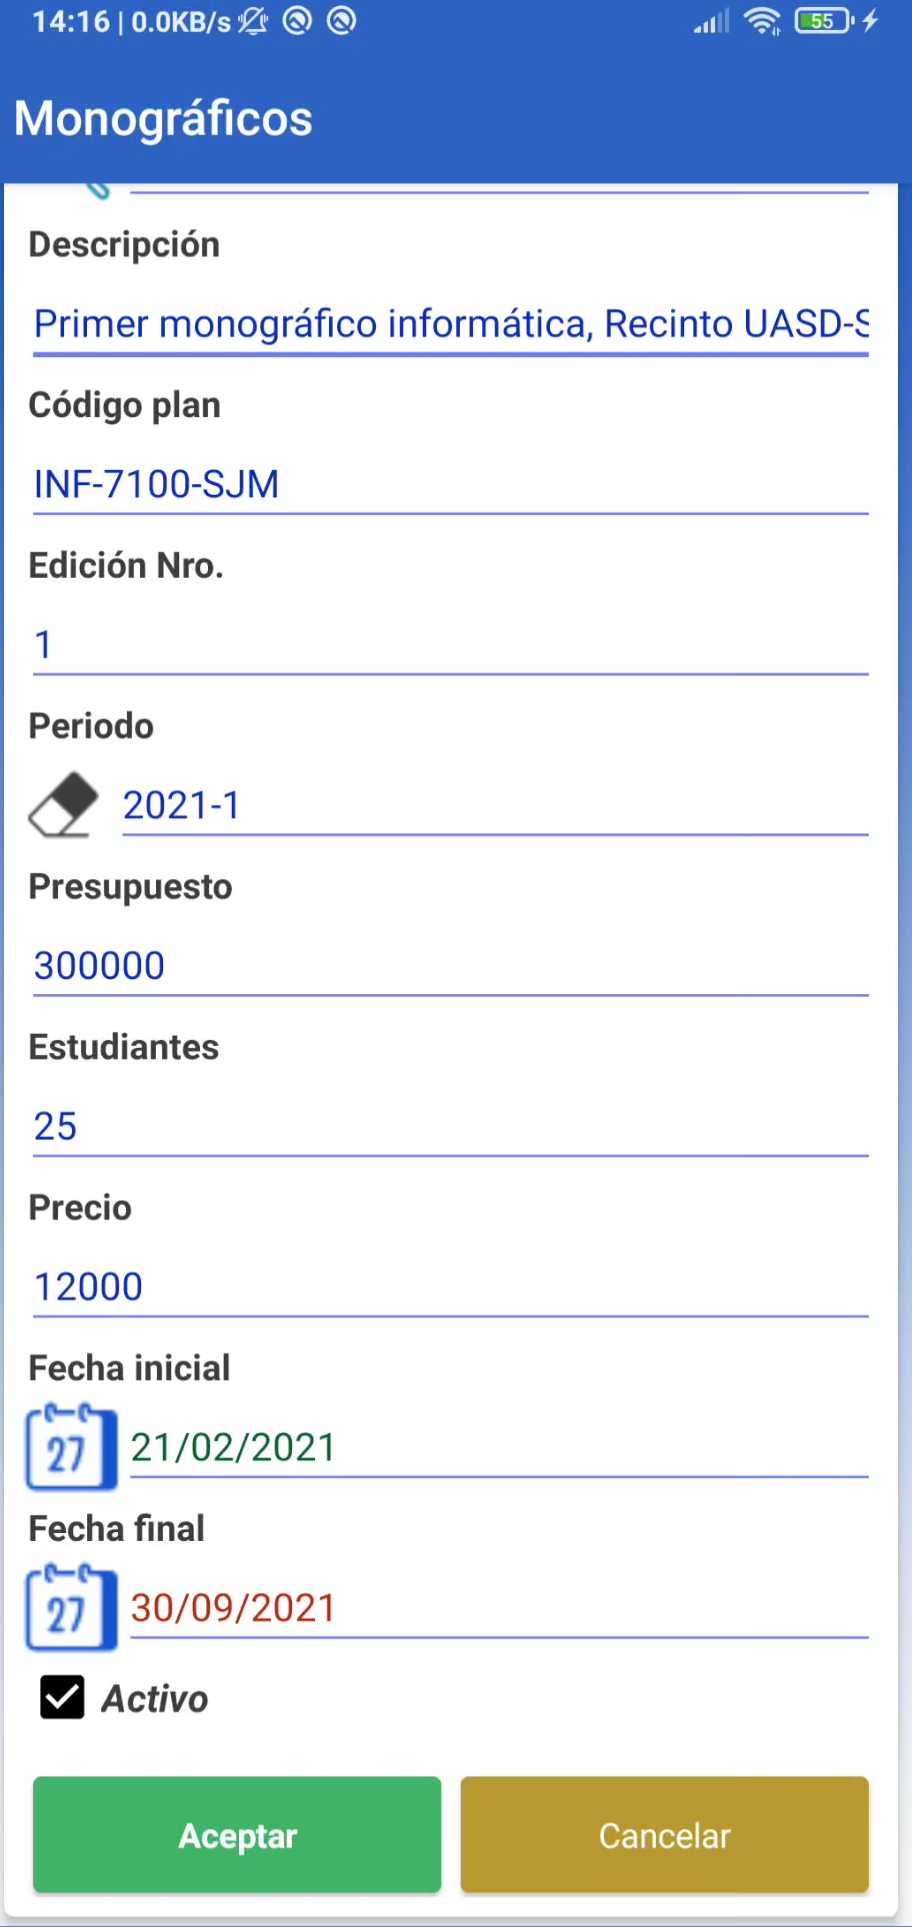 14:16 | 0.0KB/s 55
Monográficos
Descripción
Primer monográfico informática, Recinto UASD-S
Código plan
INF-7100-SJM
Edición Nro.
1
Periodo
2021-1
Presupuesto
300000
Estudiantes
25
Precio
12000
Fecha inicial
27 21/02/2021
Fecha final
27 30/09/2021
Activo
Aceptar Cancelar